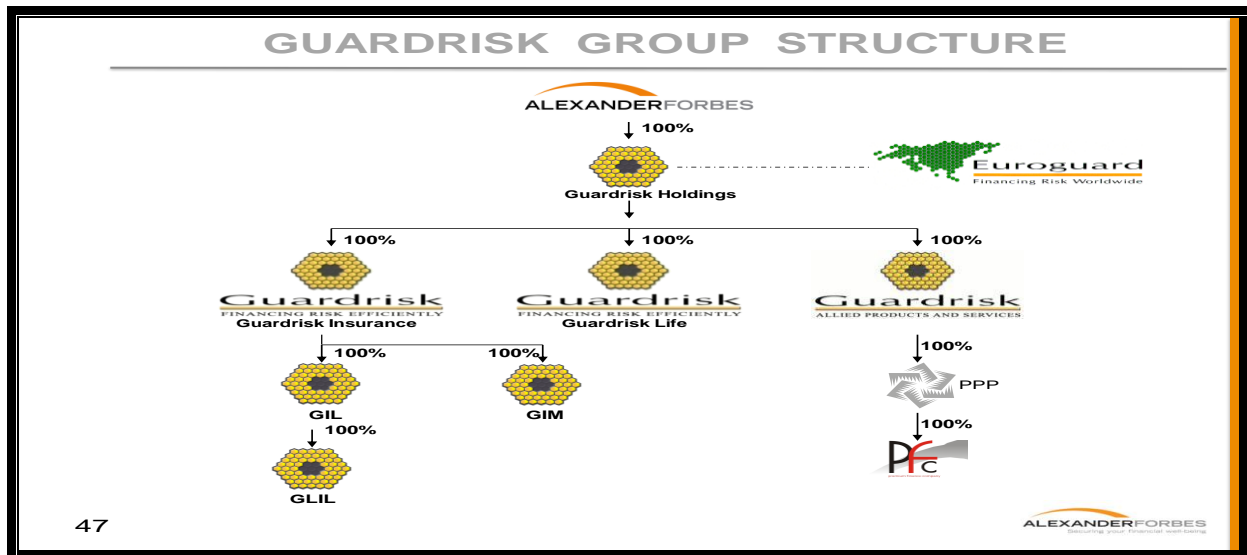 GUARDRISK GROUP STRUCTURE
ALEXANDERFORBES
100%
Guardrisk Holdings
Euroguard
Financing Risk Worldwide
100%
100%
100%
Guardrisk
FINANCING RISK EFFICIENTLY
Guardrisk Insurance
Guardrisk
FINANCING RISK EFFICIENTLY
Guardrisk Life
Guardrisk
ALLIED PRODUCTS AND SERVICES
100%
100%
100%
GIL
GIM
PPP
100%
100%
GLIL
PFc
47
ALEXANDERFORBES
Securing your financial well-being